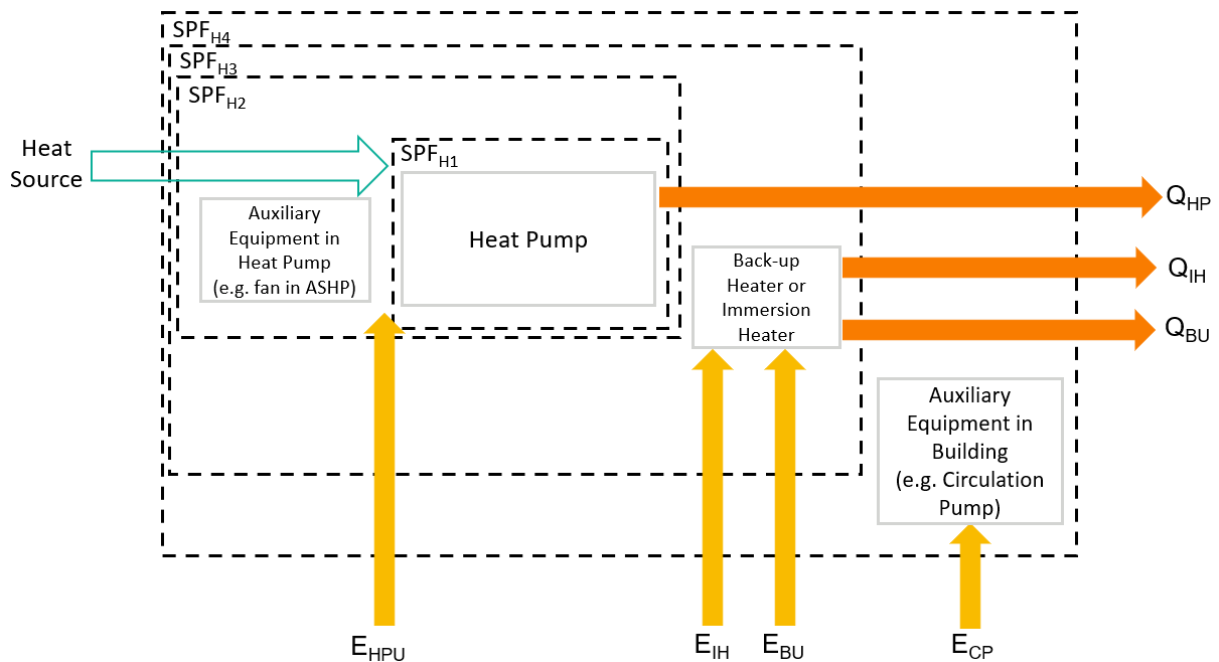 SPFH4
SPFH3
SPFH2
Heat
Source
SPFH1
Auxiliary
Equipment in
Heat Pump
(e.g. fan in ASHP)
Heat Pump
QHP
Back-up
Heater or
Immersion
Heater
QIH
QBU
Auxiliary
Equipment in
Building
(e.g. Circulation
Pump)
EHPU
EIH
EBU
ECP